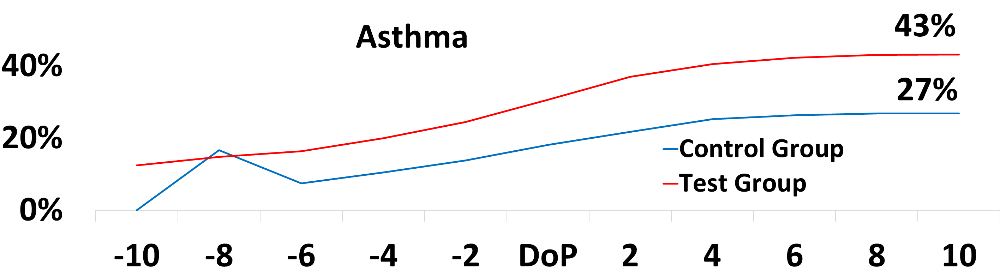 Asthma
43%
40%
27%
20%
Control Group
Test Group
0%
-10 -8 -6 -4 -2 DoP 2 4 6 8 10